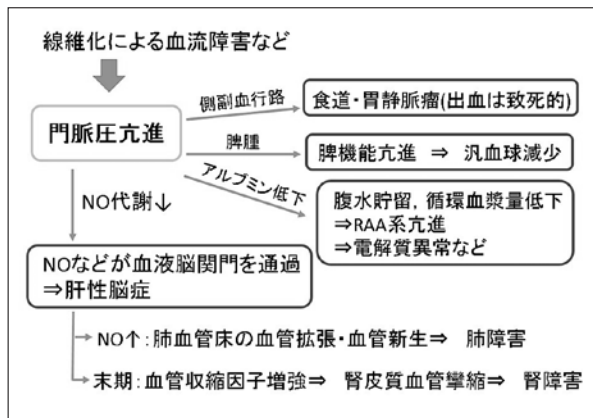 線維化による血流障害など
側副血行路
食道・胃静脈瘤(出血は致死的)
門脈圧亢進
脾腫
脾機能亢進 ⇒ 汎血球減少
アルブミン低下
腹水貯留，循環血漿量低下
⇒RAA系亢進
⇒電解質異常など
NO代謝↓
NOなどが血液脳関門を通過
⇒肝性脳症
NO↑：肺血管床の血管拡張・血管新生⇒ 肺障害
末期：血管収縮因子増強⇒ 腎皮質血管攣縮⇒ 腎障害